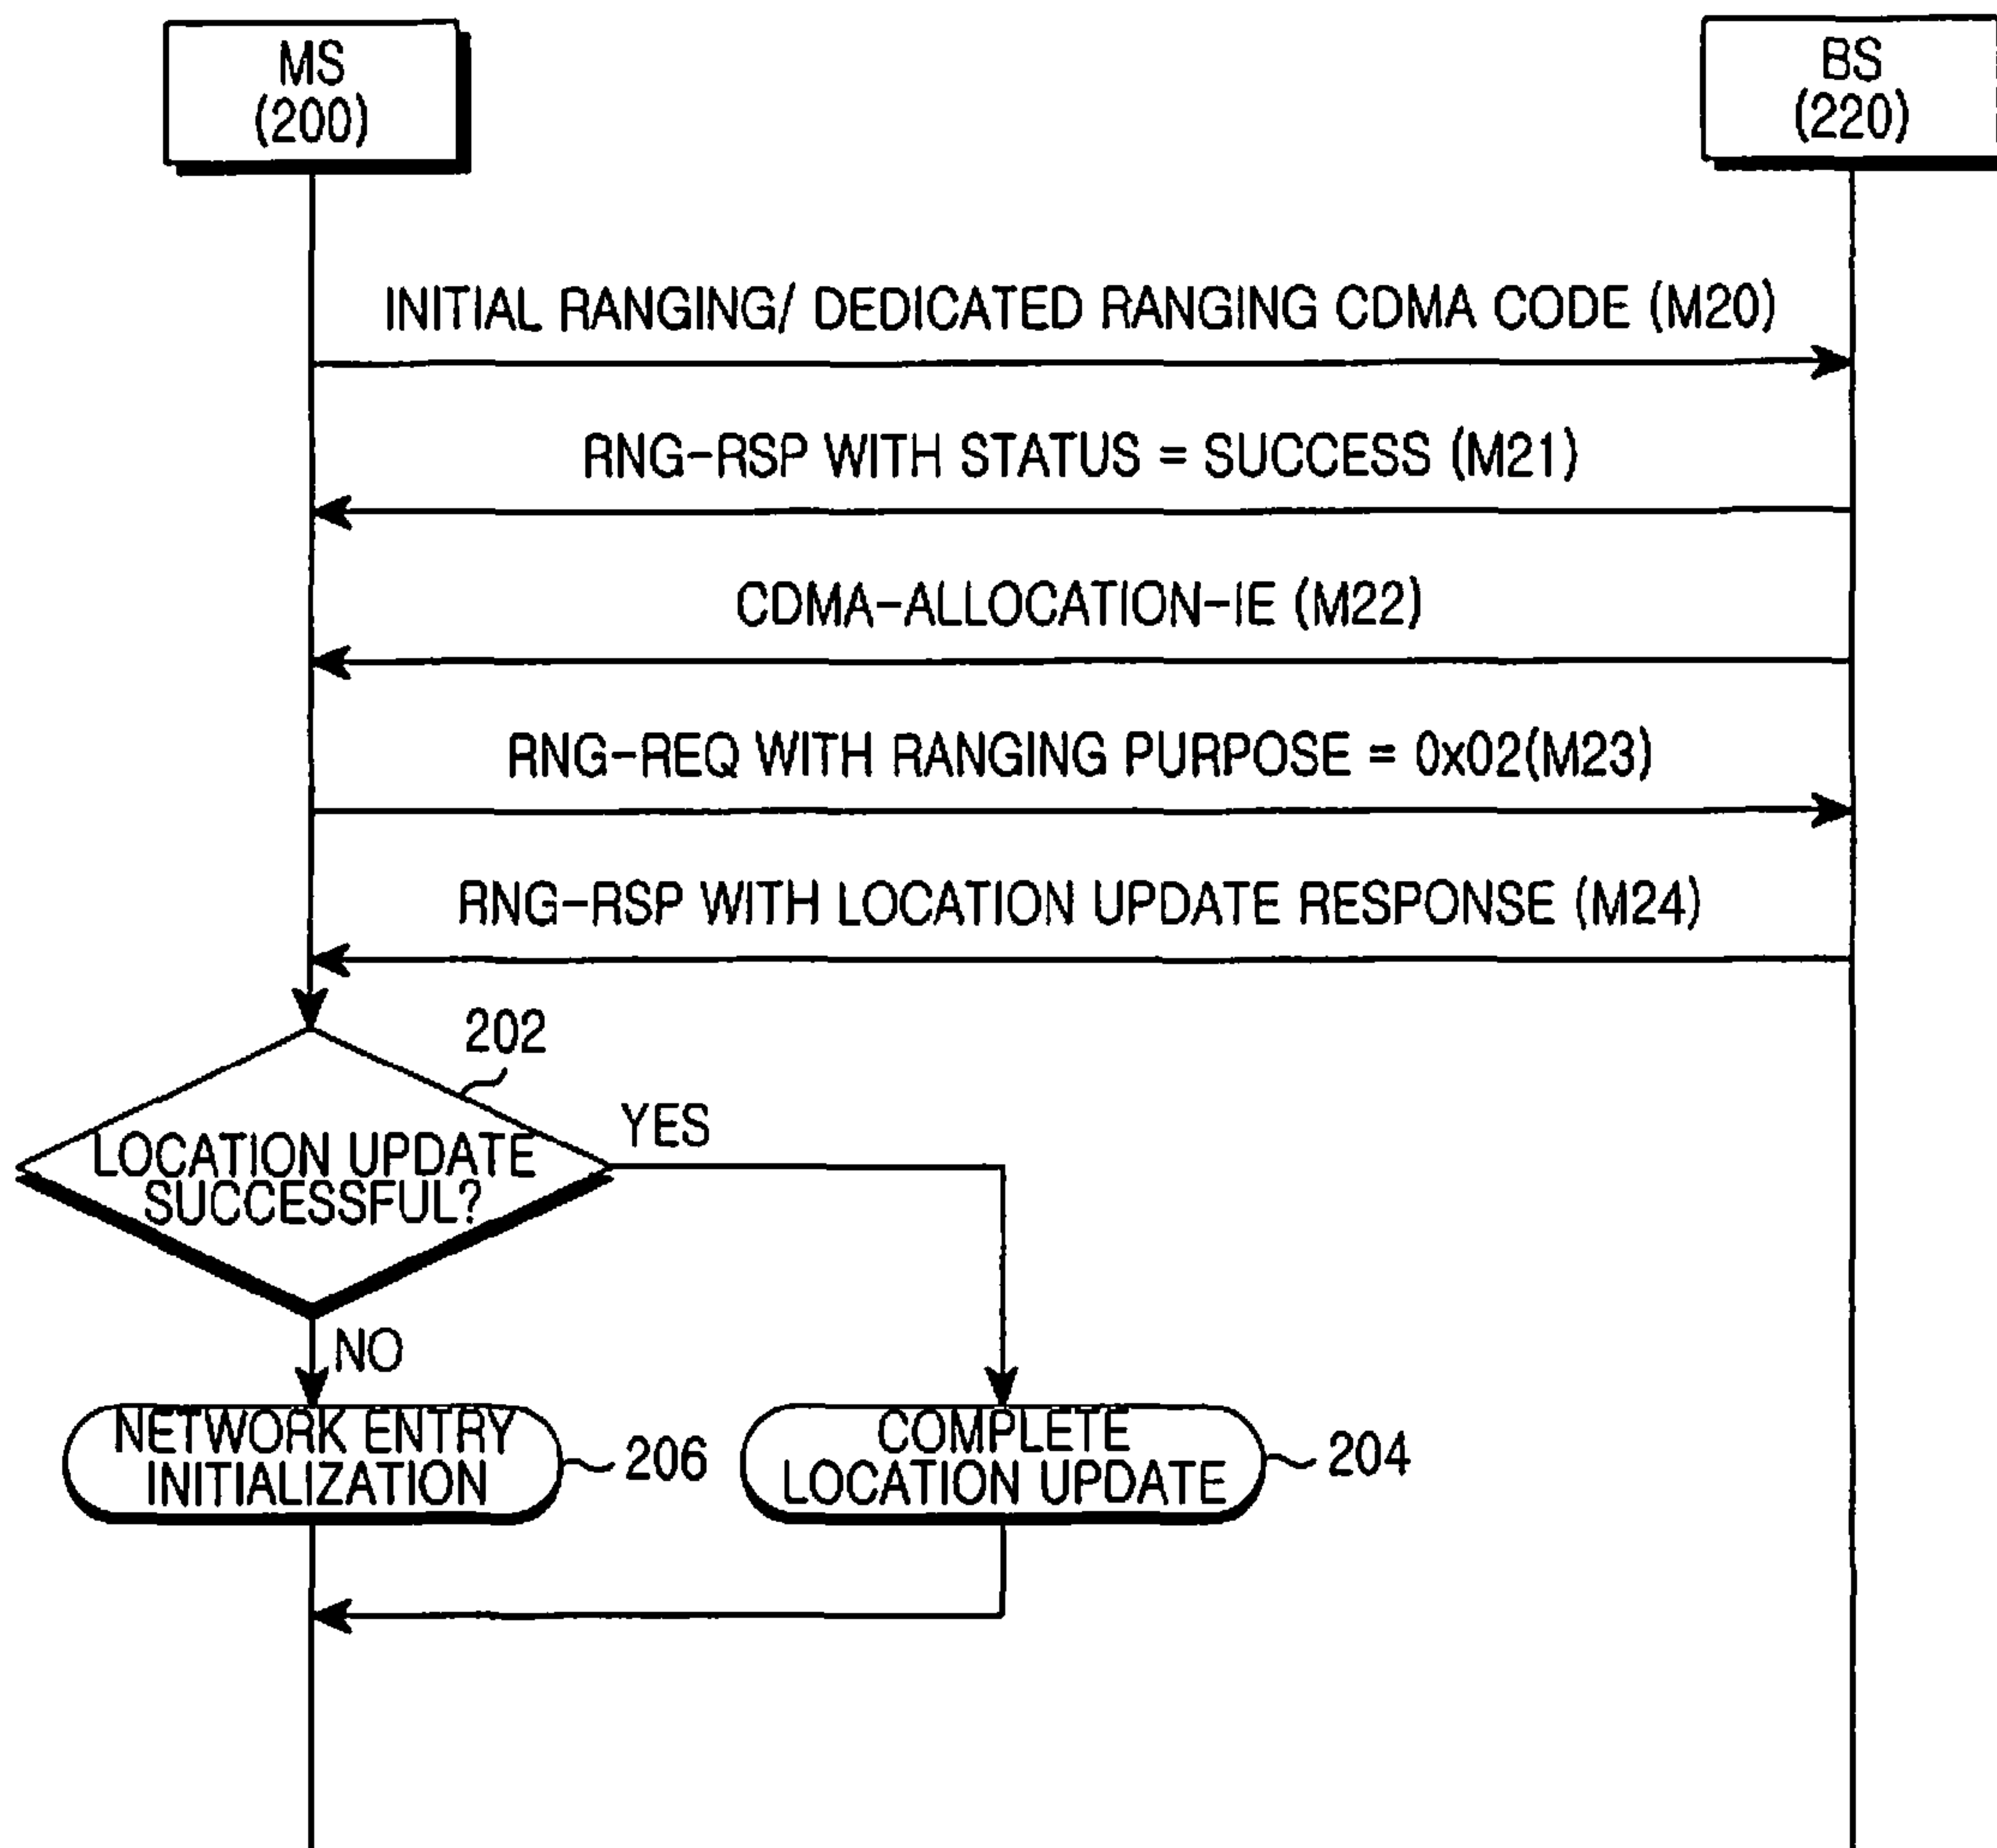 MS
(200)
BS
(220)
INITIAL RANGING/ DEDICATED RANGING CDMA CODE (M20)
RNG-RSP WITH STATUS = SUCCESS (M21)
CDMA-ALLOCATION-IE (M22)
RNG-REQ WITH RANGING PURPOSE = 0x02(M23)
RNG-RSP WITH LOCATION UPDATE RESPONSE (M24)
202
YES
LOCATION UPDATE
SUCCESSFUL?
NO
NETWORK ENTRY
INITIALIZATION
206
COMPLETE
LOCATION UPDATE
204